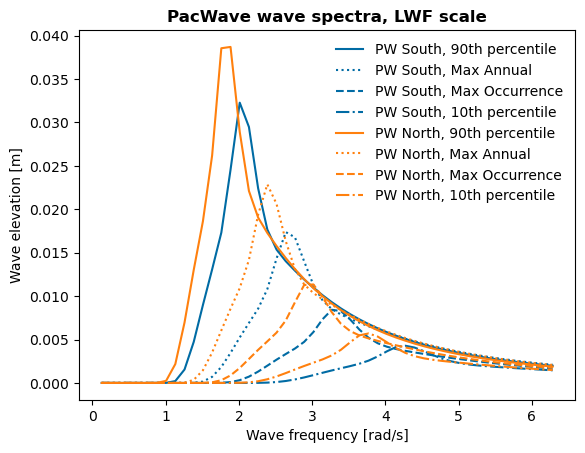 PacWave wave spectra, LWF scale
PW South, 90th percentile
PW South, Max Annual
PW South, Max Occurrence
PW South, 10th percentile
PW North, 90th percentile
PW North, Max Annual
PW North, Max Occurrence
PW North, 10th percentile
Wave elevation [m]
0.040
0.035
0.030
0.025
0.020
0.015
0.010
0.005
0.000
0 1 2 3 4 5 6
Wave frequency [rad/s]